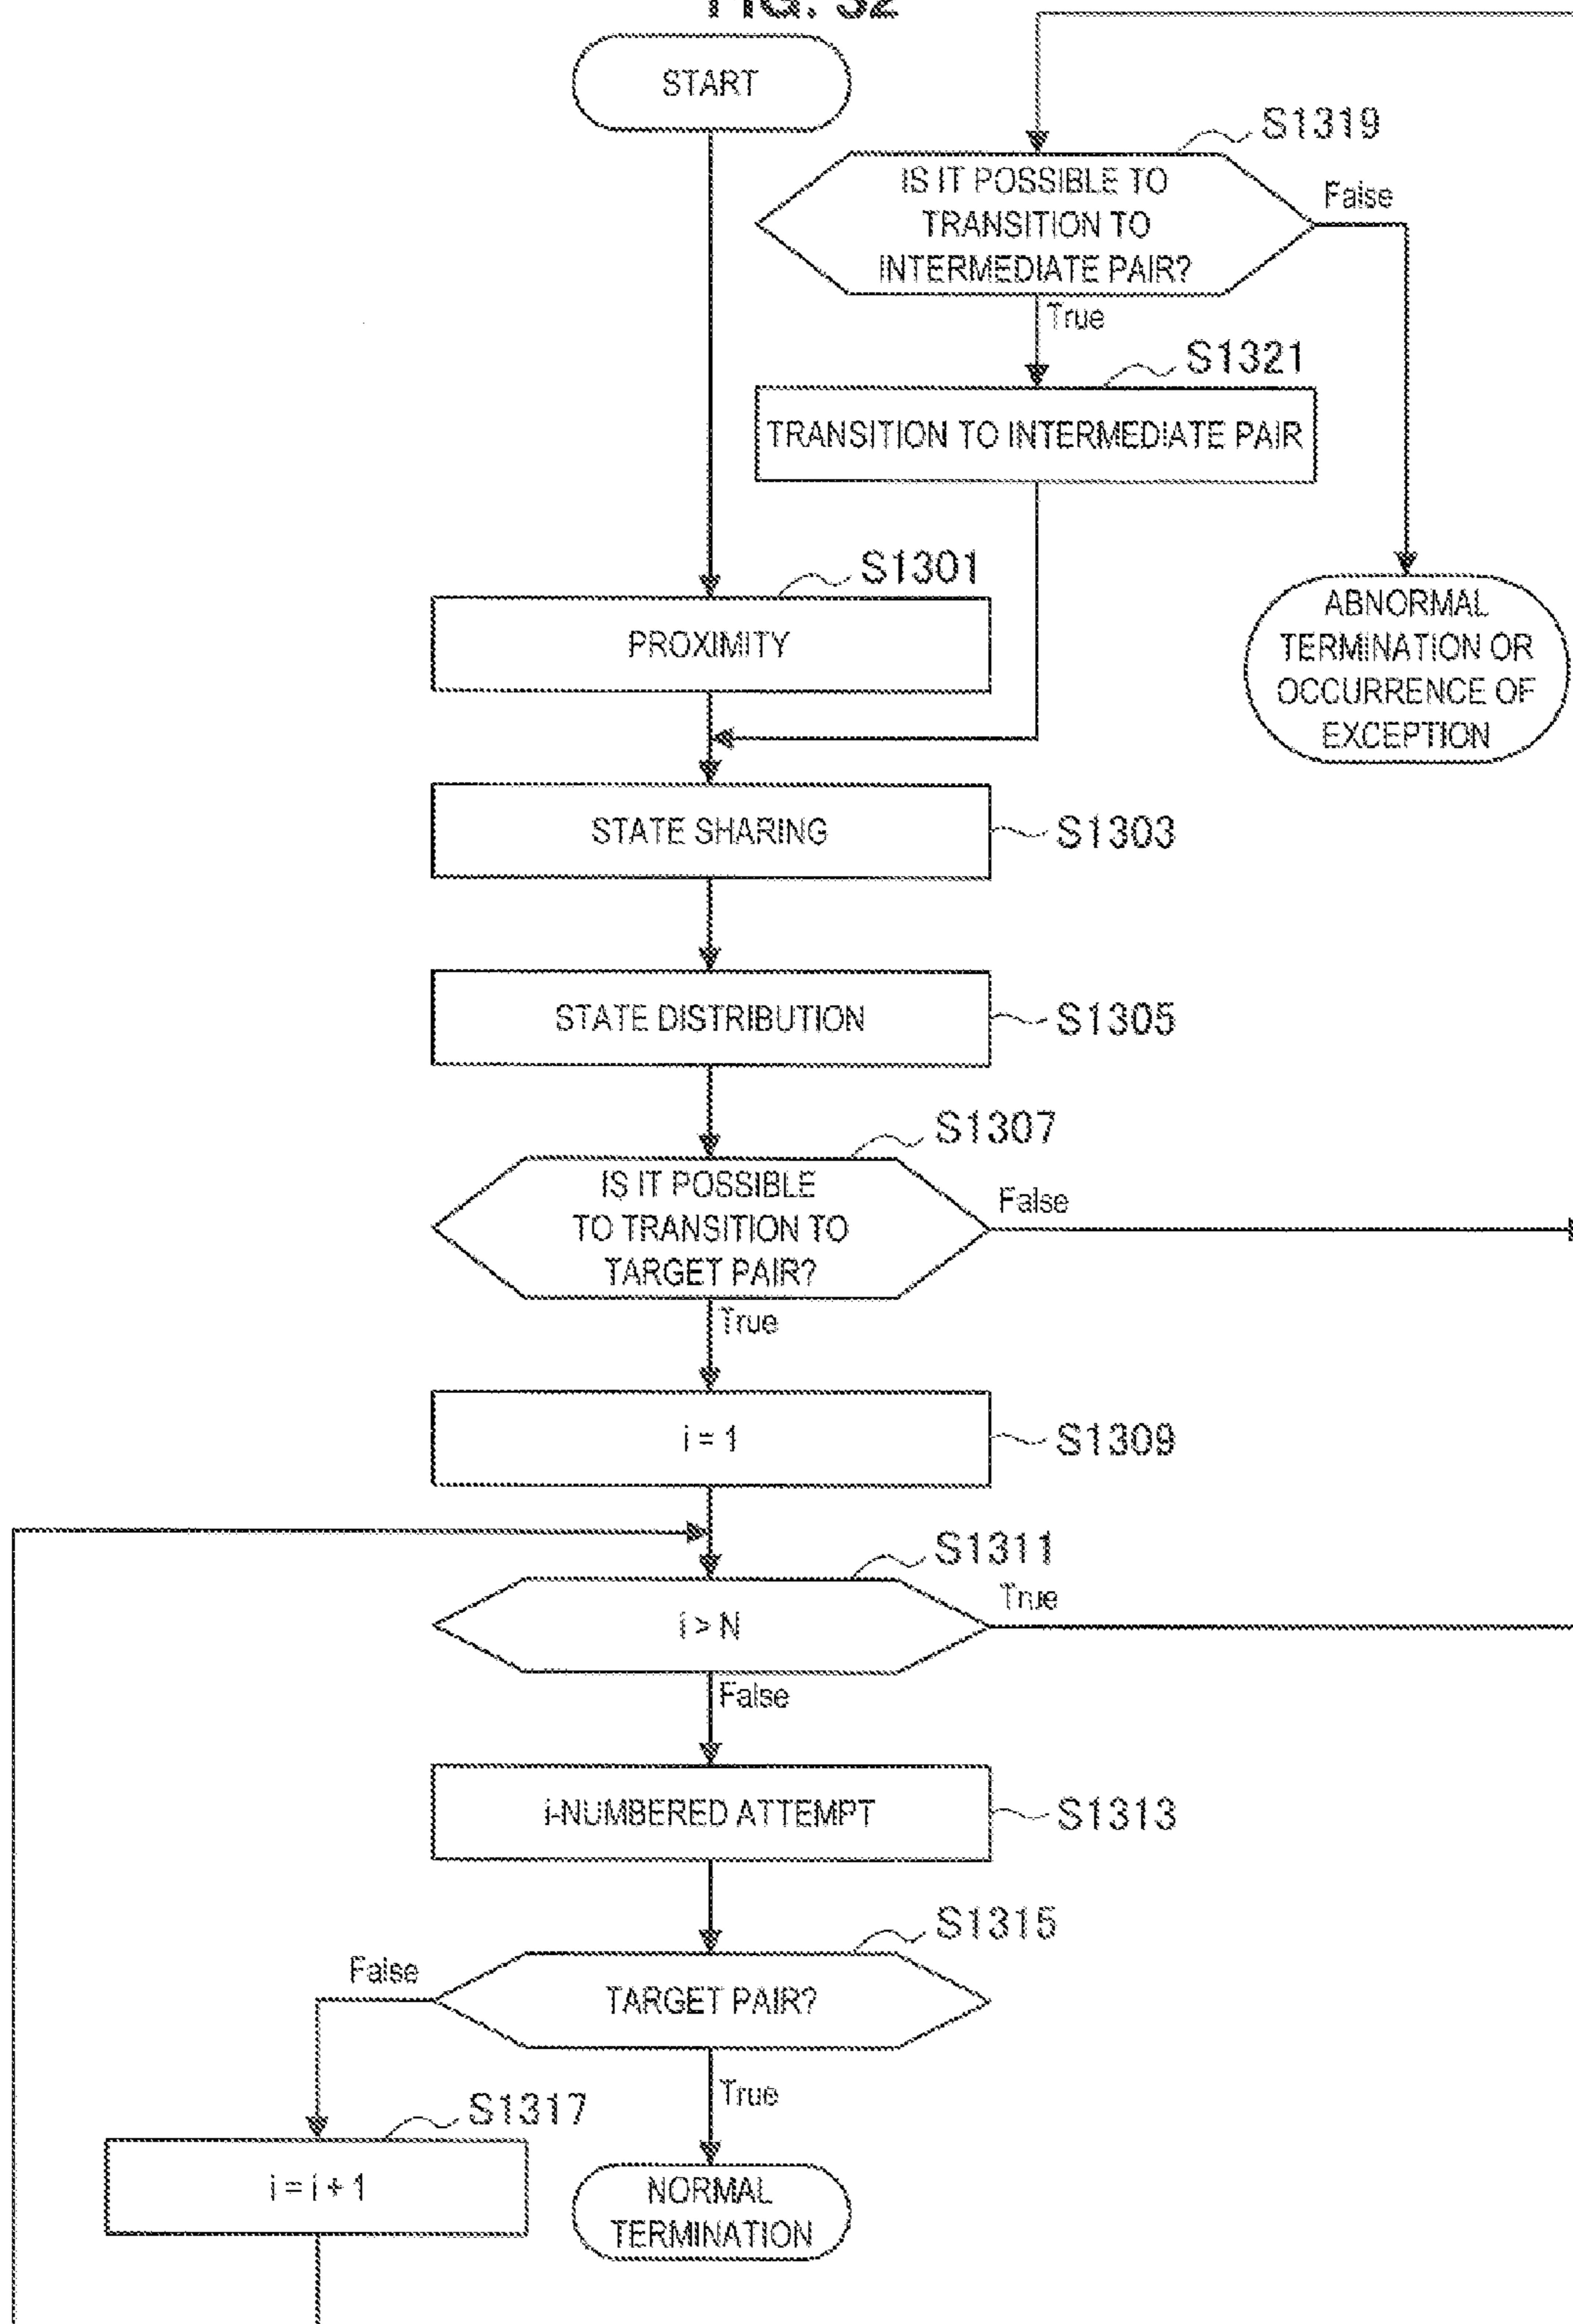 FIG. 32
START
S1319
IS IT POSSIBLE TO
TRANSITION TO
INTERMEDIATE PAIR?
False
True
S1321
TRANSITION TO INTERMEDIATE PAIR
S1301
PROXIMITY
ABNORMAL
TERMINATION OR
OCCURRENCE OF
EXCEPTION
STATE SHARING
S1303
STATE DISTRIBUTION
S1305
S1307
IS IT POSSIBLE
TO TRANSITION TO
TARGET PAIR?
False
True
i = 1
S1309
S1311
i > N
True
False
i-NUMBERED ATTEMPT
S1313
S1315
TARGET PAIR?
False
True
S1317
i = i + 1
NORMAL
TERMINATION